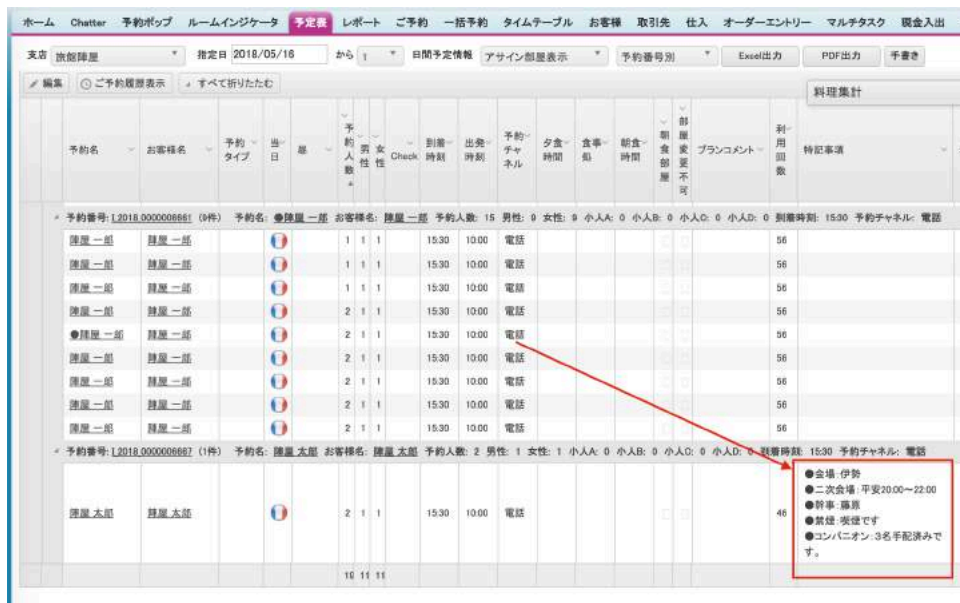 ホーム Chatter 予約ポップ ルームインジケータ 予定表 レポート ご予約 一括予約 タイムテーブル お客様 取引先 仕入 オーダーエントリー マルチタスク 現金入出
支店 旅館陣屋 指定日 2018/05/16 から 1 日間予定情報 アサイン部屋表示 予約番号別 Excel出力 PDF出力 手書き
編集 ご予約履歴表示 すべて折りたたむ
料理集計
予約名 お客様名 予約タイプ 当日 昼 予約人数 男性 女性 Check 到着時刻 出発時刻 予約チャネル 夕食時間 食事処 朝食時間 朝食部屋 部屋変更不可 プランコメント 利用回数 特記事項
予約番号: I_2018_0000006661 (9件) 予約名: ●陣屋 一郎 お客様名: 陣屋 一郎 予約人数: 15 男性: 9 女性: 9 小人A: 0 小人B: 0 小人C: 0 小人D: 0 到着時刻: 15:30 予約チャネル: 電話
陣屋 一郎 陣屋 一郎 1 1 1 15:30 10:00 電話 56
陣屋 一郎 陣屋 一郎 1 1 1 15:30 10:00 電話 56
陣屋 一郎 陣屋 一郎 1 1 1 15:30 10:00 電話 56
陣屋 一郎 陣屋 一郎 2 1 1 15:30 10:00 電話 56
●陣屋 一郎 陣屋 一郎 2 1 1 15:30 10:00 電話 56
陣屋 一郎 陣屋 一郎 2 1 1 15:30 10:00 電話 56
陣屋 一郎 陣屋 一郎 2 1 1 15:30 10:00 電話 56
陣屋 一郎 陣屋 一郎 2 1 1 15:30 10:00 電話 56
陣屋 一郎 陣屋 一郎 2 1 1 15:30 10:00 電話 56
予約番号: I_2018_0000006667 (1件) 予約名: 陣屋 太郎 お客様名: 陣屋 太郎 予約人数: 2 男性: 1 女性: 1 小人A: 0 小人B: 0 小人C: 0 小人D: 0 到着時刻: 15:30 予約チャネル: 電話
陣屋 太郎 陣屋 太郎 2 1 1 15:30 10:00 電話 46
●会場:伊勢
●二次会場:平安20:00～22:00
●幹事:藤原
●禁煙:喫煙です
●コンパニオン:3名手配済みで
す。
11 11